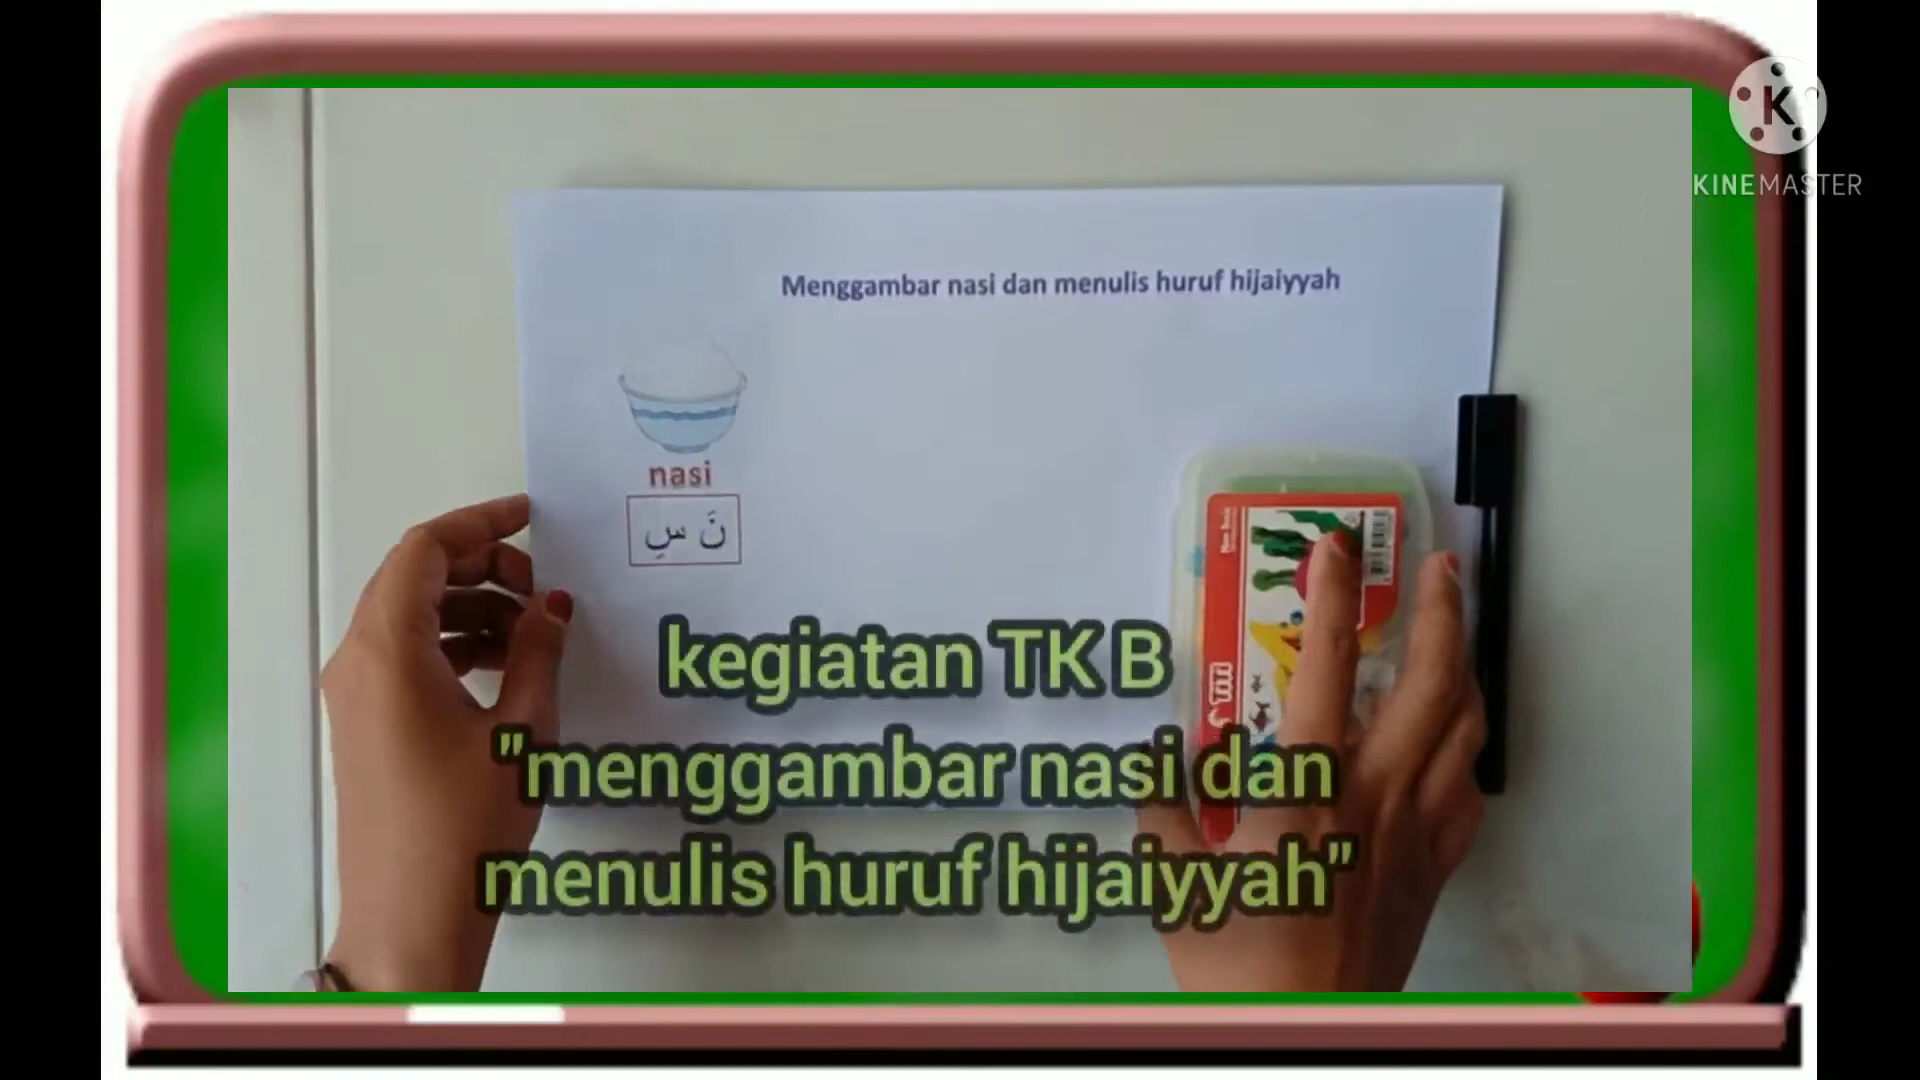 K
KINEMASTER
Menggambar nasi dan menulis huruf hijaiyyah
nasi
نَ سِ
kegiatan TK B
"menggambar nasi dan
menulis huruf hijaiyyah"